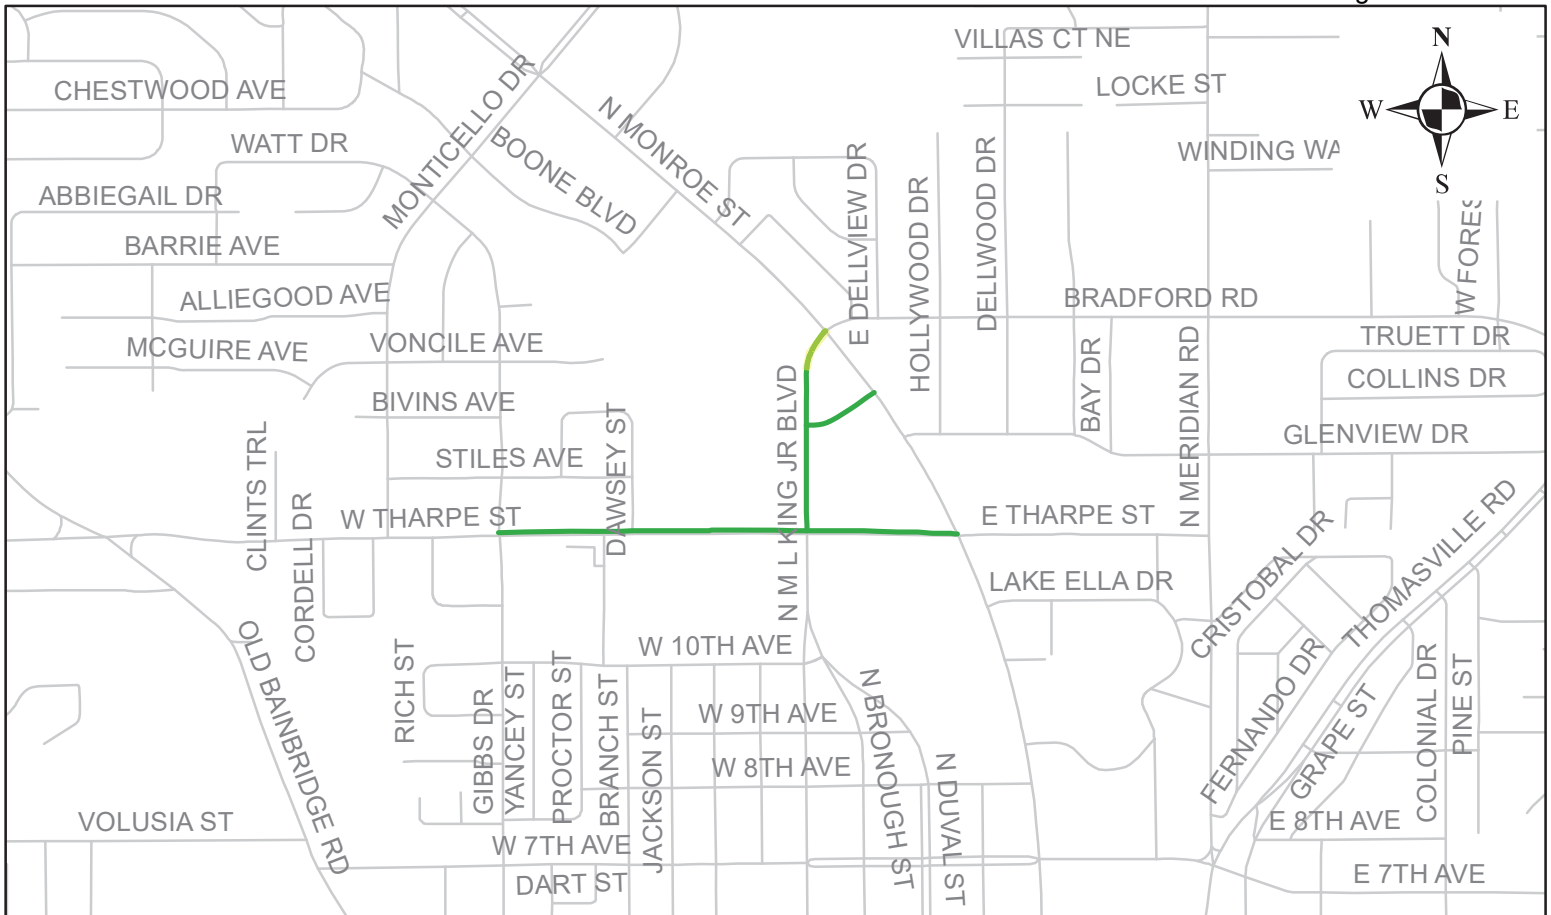 VILLAS CT NE
N
CHESTWOOD AVE
LOCKE ST
W
E
MONTICELLO DR
N MONROE ST
WATT DR
BOONE BLVD
WINDING WA
S
ABBIEGAIL DR
E DELLVIEW DR
HOLLYWOOD DR
DELLWOOD DR
W FORES
BARRIE AVE
ALLIEGOOD AVE
BRADFORD RD
MCGUIRE AVE
VONCILE AVE
TRUETT DR
BAY DR
N MERIDIAN RD
COLLINS DR
BIVINS AVE
N M L KING JR BLVD
GLENVIEW DR
CLINTS TRL
STILES AVE
DAWSEY ST
W THARPE ST
E THARPE ST
CORDELL DR
CRISTOBAL DR
THOMASVILLE RD
LAKE ELLA DR
OLD BAINBRIDGE RD
RICH ST
W 10TH AVE
GIBBS DR
YANCEY ST
PROCTOR ST
BRANCH ST
JACKSON ST
W 9TH AVE
N BRONOUGH ST
FERNANDO DR
GRAPE ST
COLONIAL DR
PINE ST
W 8TH AVE
N DUVAL ST
VOLUSIA ST
E 8TH AVE
W 7TH AVE
DART ST
E 7TH AVE